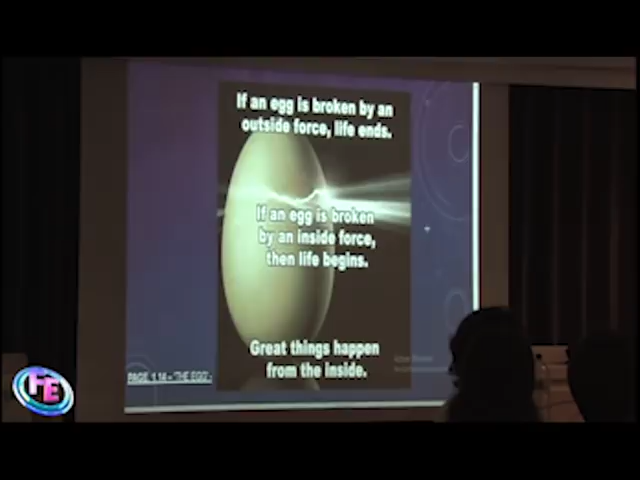 If an egg is broken by an
outside force, life ends.
If an egg is broken
by an inside force,
then life begins.
Great things happen
from the inside.
PAGE 1.14 – "THE EGG"
FE